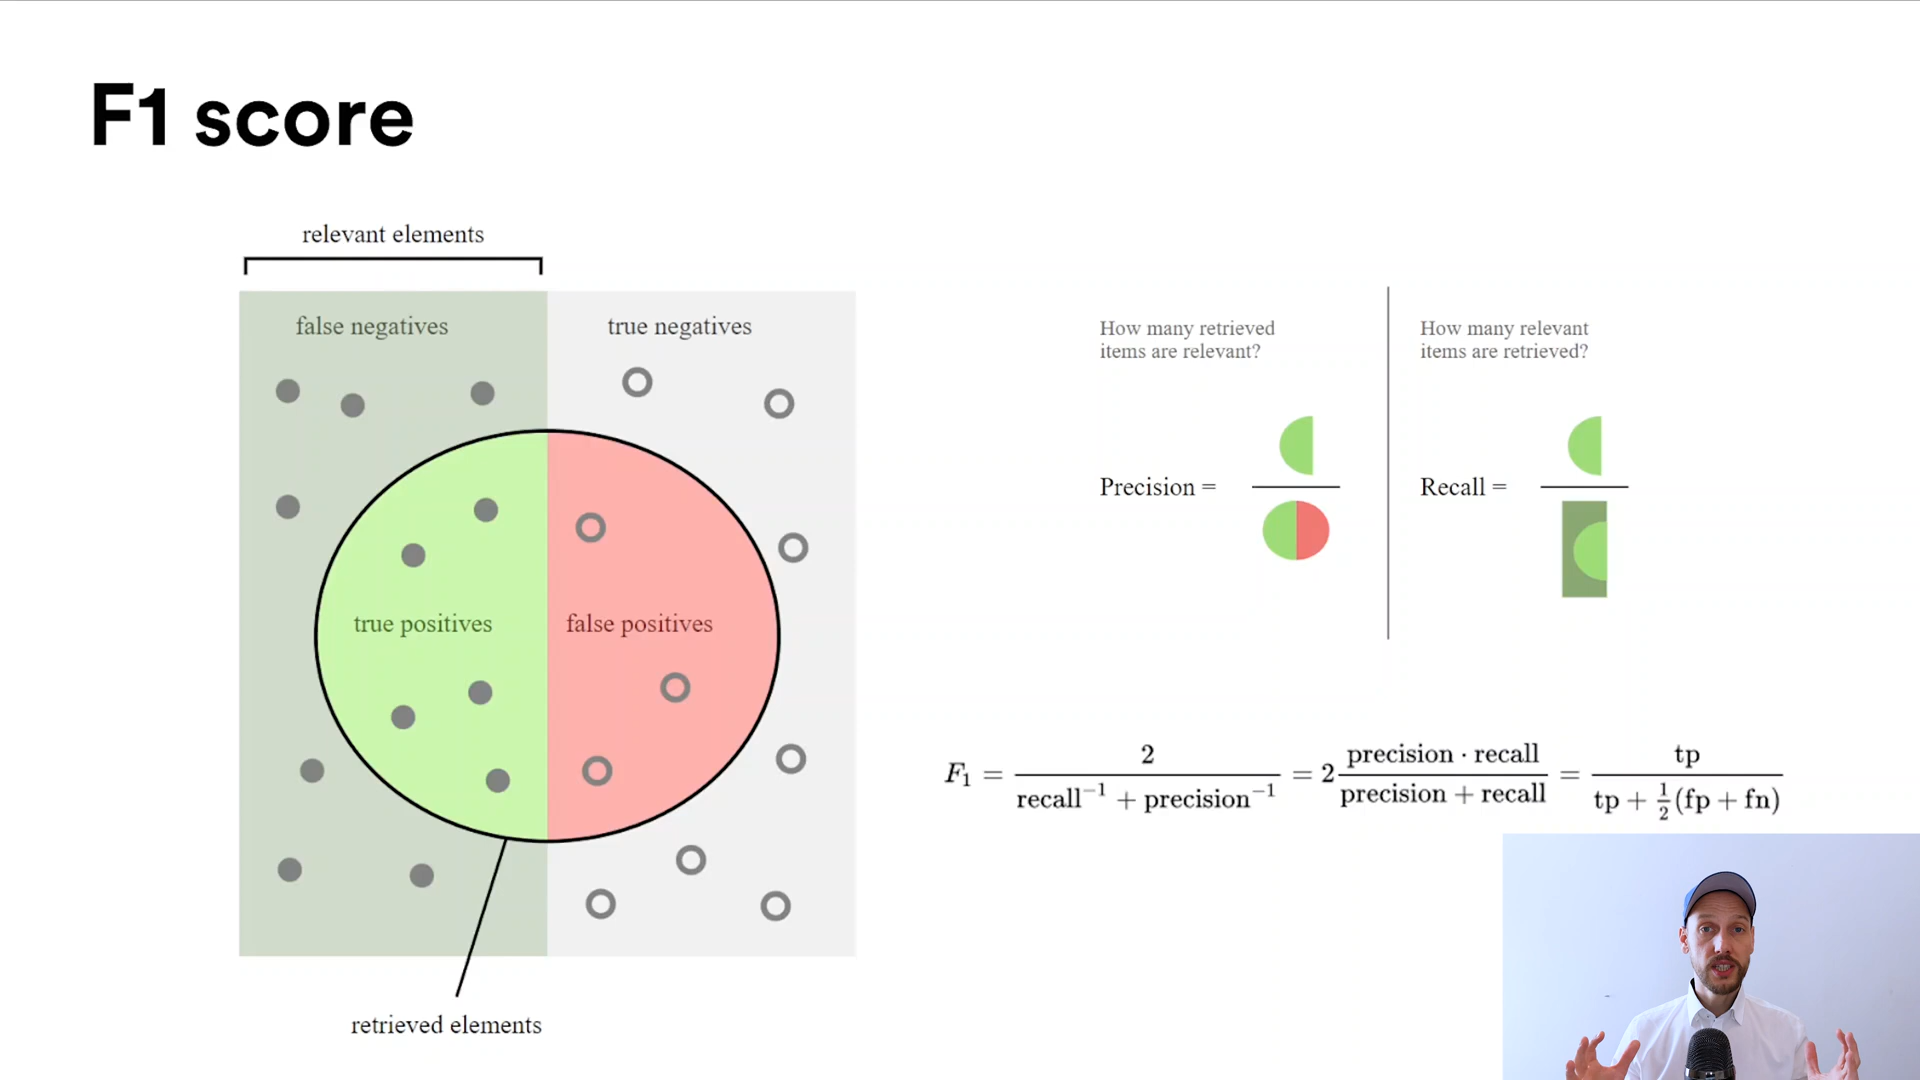 F1 score
relevant elements
false negatives
true negatives
true positives
false positives
retrieved elements
How many retrieved
items are relevant?
Precision =
How many relevant
items are retrieved?
Recall =
F₁ = 2 / (recall⁻¹ + precision⁻¹) = 2 (precision · recall) / (precision + recall) = tp / (tp + ½(fp + fn))